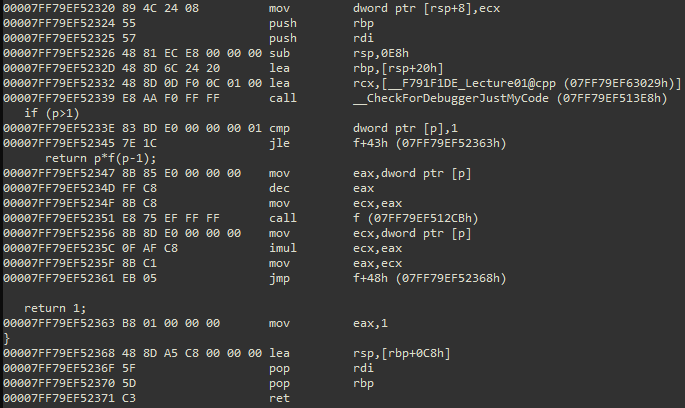 00007FF79EF52320 89 4C 24 08 mov dword ptr [rsp+8],ecx
00007FF79EF52324 55 push rbp
00007FF79EF52325 57 push rdi
00007FF79EF52326 48 81 EC E8 00 00 00 sub rsp,0E8h
00007FF79EF5232D 48 8D 6C 24 20 lea rbp,[rsp+20h]
00007FF79EF52332 48 8D 0D F0 0C 01 00 lea rcx,[__F791F1DE_Lecture01@cpp (07FF79EF63029h)]
00007FF79EF52339 E8 AA F0 FF FF call __CheckForDebuggerJustMyCode (07FF79EF513E8h)
if (p>1)
00007FF79EF5233E 83 BD E0 00 00 00 01 cmp dword ptr [p],1
00007FF79EF52345 7E 1C jle f+43h (07FF79EF52363h)
return p*f(p-1);
00007FF79EF52347 8B 85 E0 00 00 00 mov eax,dword ptr [p]
00007FF79EF5234D FF C8 dec eax
00007FF79EF5234F 8B C8 mov ecx,eax
00007FF79EF52351 E8 75 EF FF FF call f (07FF79EF512CBh)
00007FF79EF52356 8B 8D E0 00 00 00 mov ecx,dword ptr [p]
00007FF79EF5235C 0F AF C8 imul ecx,eax
00007FF79EF5235F 8B C1 mov eax,ecx
00007FF79EF52361 EB 05 jmp f+48h (07FF79EF52368h)
return 1;
00007FF79EF52363 B8 01 00 00 00 mov eax,1
}
00007FF79EF52368 48 8D A5 C8 00 00 00 lea rsp,[rbp+0C8h]
00007FF79EF5236F 5F pop rdi
00007FF79EF52370 5D pop rbp
00007FF79EF52371 C3 ret